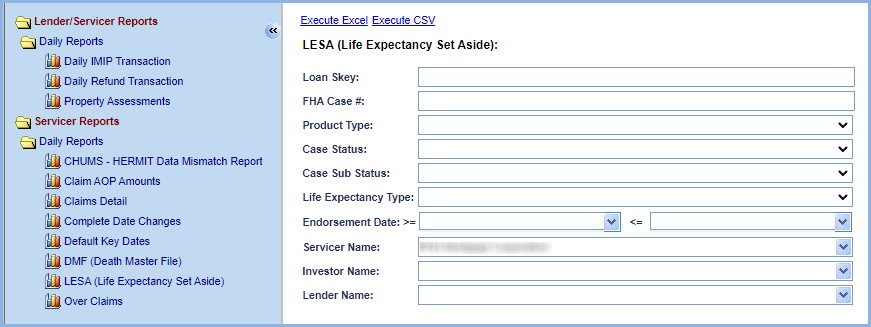 Lender/Servicer Reports
Daily Reports
Daily IMIP Transaction
Daily Refund Transaction
Property Assessments
Servicer Reports
Daily Reports
CHUMS - HERMIT Data Mismatch Report
Claim AOP Amounts
Claims Detail
Complete Date Changes
Default Key Dates
DMF (Death Master File)
LESA (Life Expectancy Set Aside)
Over Claims
Execute Excel Execute CSV
LESA (Life Expectancy Set Aside):
Loan Skey:
FHA Case #:
Product Type:
Case Status:
Case Sub Status:
Life Expectancy Type:
Endorsement Date: >= <=
Servicer Name:
Investor Name:
Lender Name: